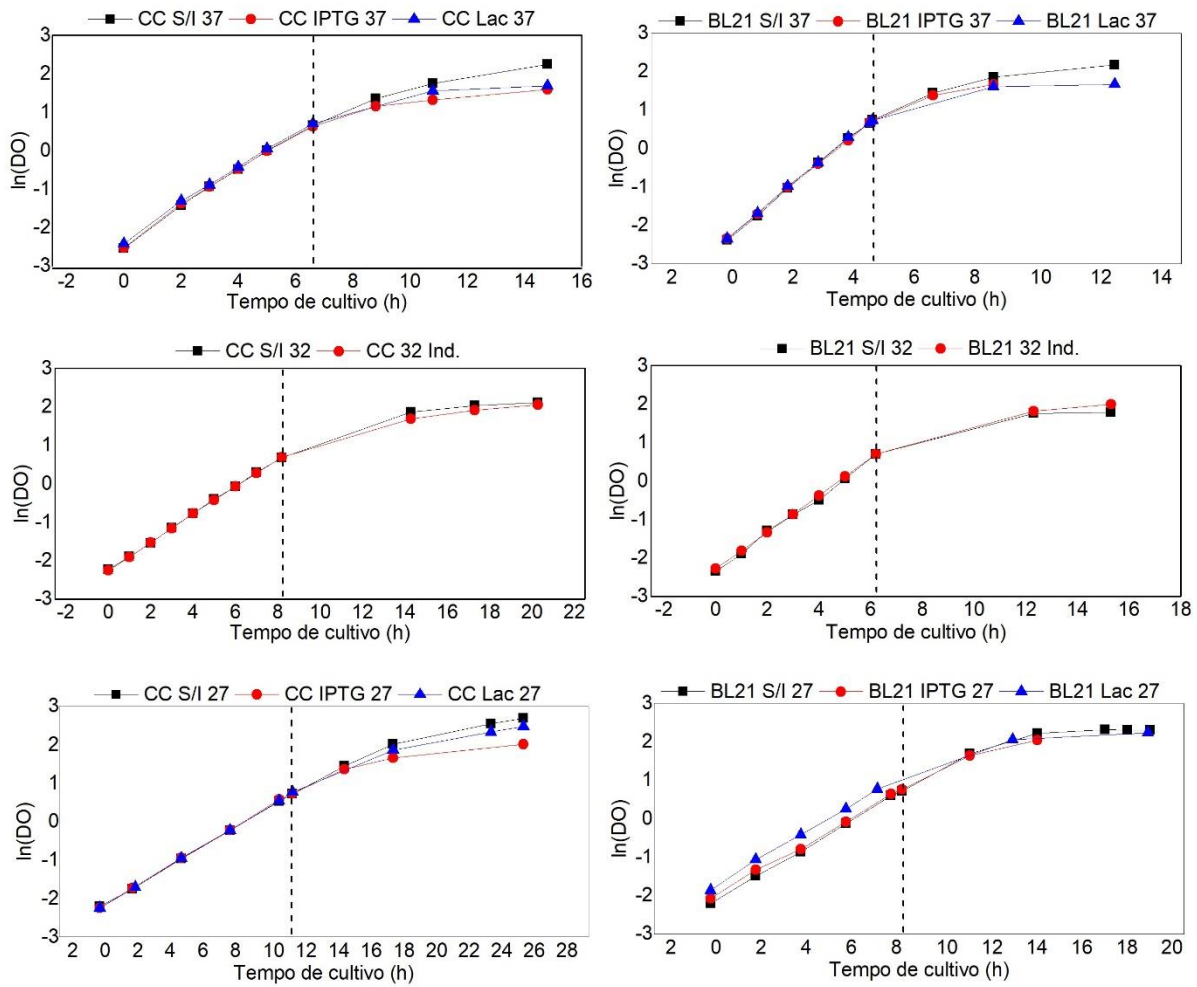 CC S/I 37 CC IPTG 37 CC Lac 37
3
2
1
0
-1
-2
-3
ln(DO)
-2 0 2 4 6 8 10 12 14 16
Tempo de cultivo (h)
BL21 S/I 37 BL21 IPTG 37 BL21 Lac 37
3
2
1
0
-1
-2
-3
ln(DO)
2 0 2 4 6 8 10 12 14
Tempo de cultivo (h)
CC S/I 32 CC 32 Ind.
3
2
1
0
-1
-2
-3
ln(DO)
-2 0 2 4 6 8 10 12 14 16 18 20 22
Tempo de cultivo (h)
BL21 S/I 32 BL21 32 Ind.
3
2
1
0
-1
-2
-3
ln(DO)
-2 0 2 4 6 8 10 12 14 16 18
Tempo de cultivo (h)
CC S/I 27 CC IPTG 27 CC Lac 27
3
2
1
0
-1
-2
-3
ln(DO)
2 0 2 4 6 8 10 12 14 16 18 20 22 24 26 28
Tempo de cultivo (h)
BL21 S/I 27 BL21 IPTG 27 BL21 Lac 27
3
2
1
0
-1
-2
-3
ln(DO)
2 0 2 4 6 8 10 12 14 16 19 20
Tempo de cultivo (h)